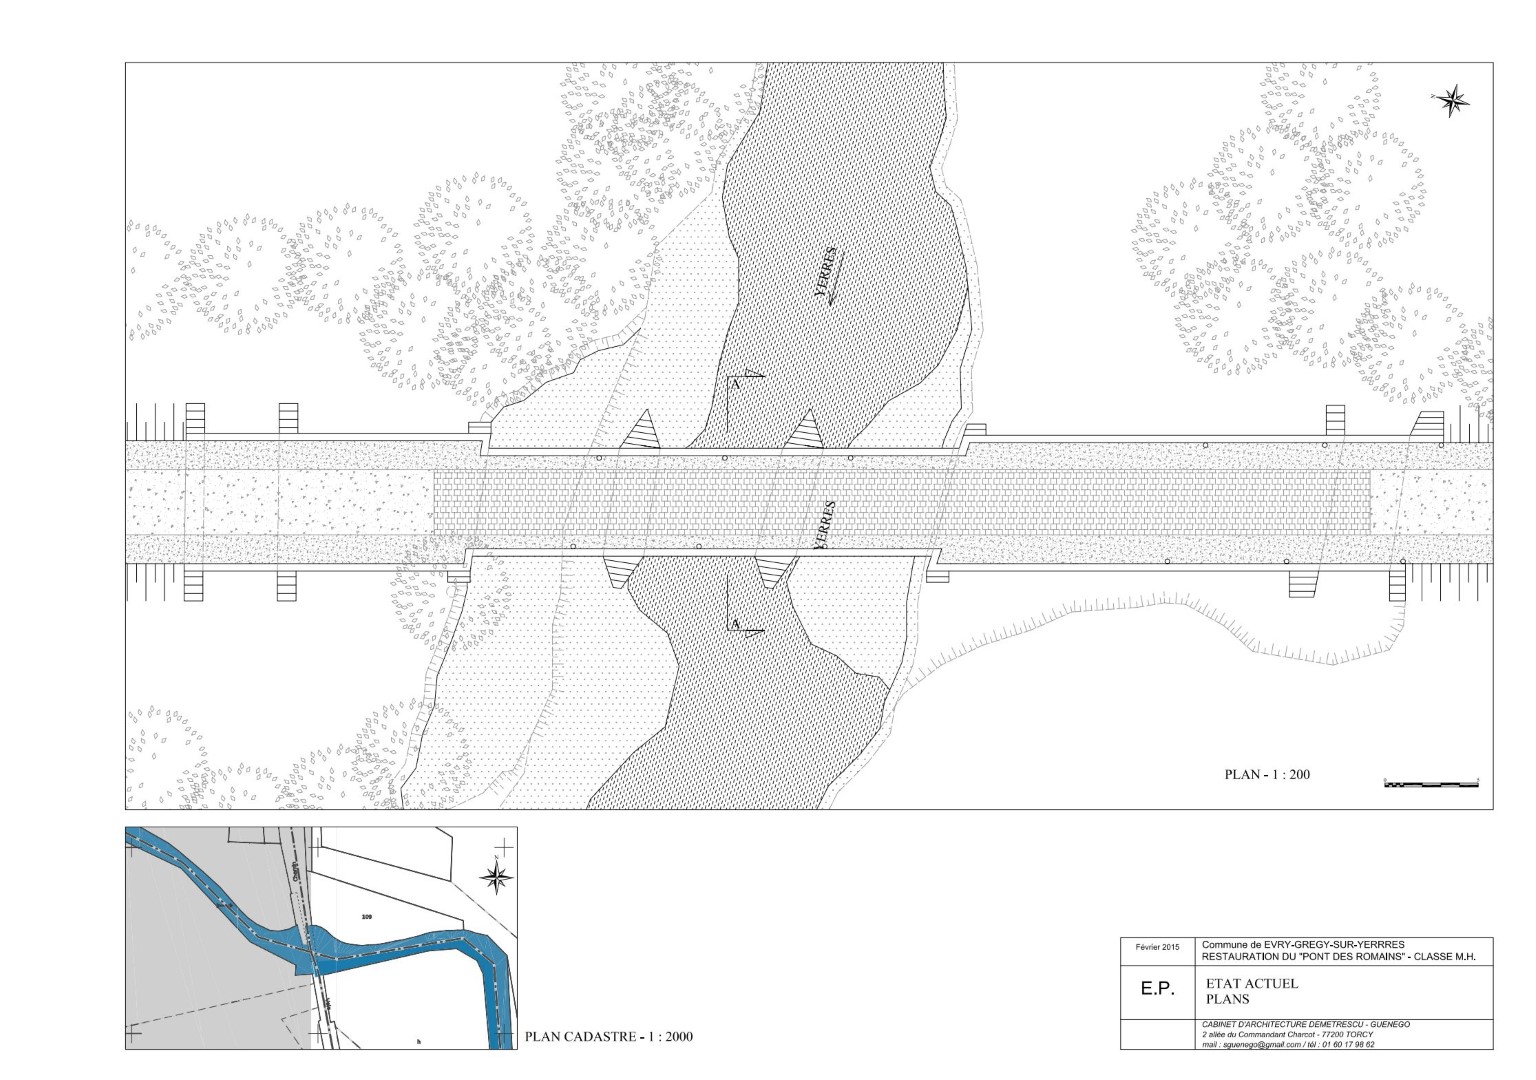 YERRES
A
YERRES
A
PLAN - 1 : 200
N
109
PLAN CADASTRE - 1 : 2000
Février 2015
Commune de EVRY-GREGY-SUR-YERRRES
RESTAURATION DU "PONT DES ROMAINS" - CLASSE M.H.
E.P.
ETAT ACTUEL
PLANS
CABINET D'ARCHITECTURE DEMETRESCU - GUENEGO
2 allée du Commandant Charcot - 77200 TORCY
mail : sguenego@gmail.com / tél : 01 60 17 98 62